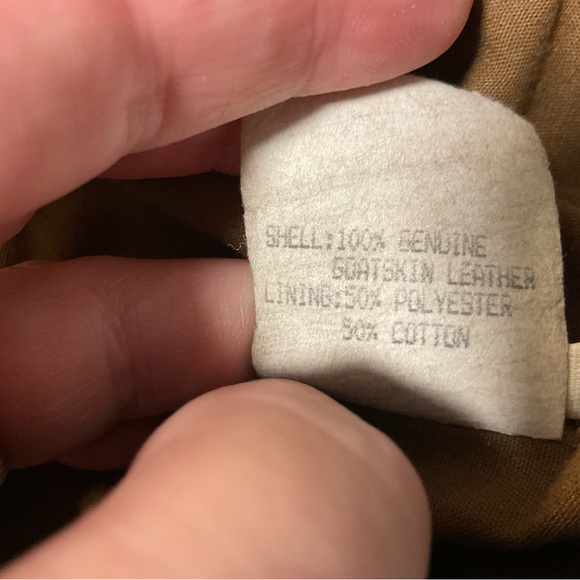 SHELL:100% GENUINE
GOATSKIN LEATHER
LINING:50% POLYESTER
50% COTTON